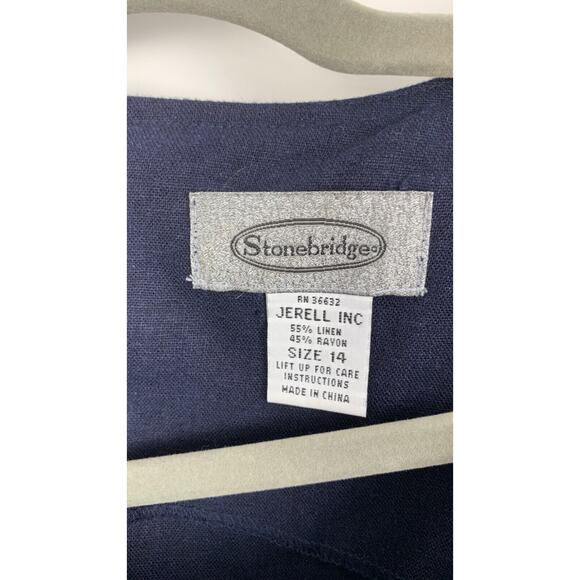 Stonebridge
RN 36632
JERELL INC
55% LINEN
45% RAYON
SIZE 14
LIFT UP FOR CARE
INSTRUCTIONS
MADE IN CHINA